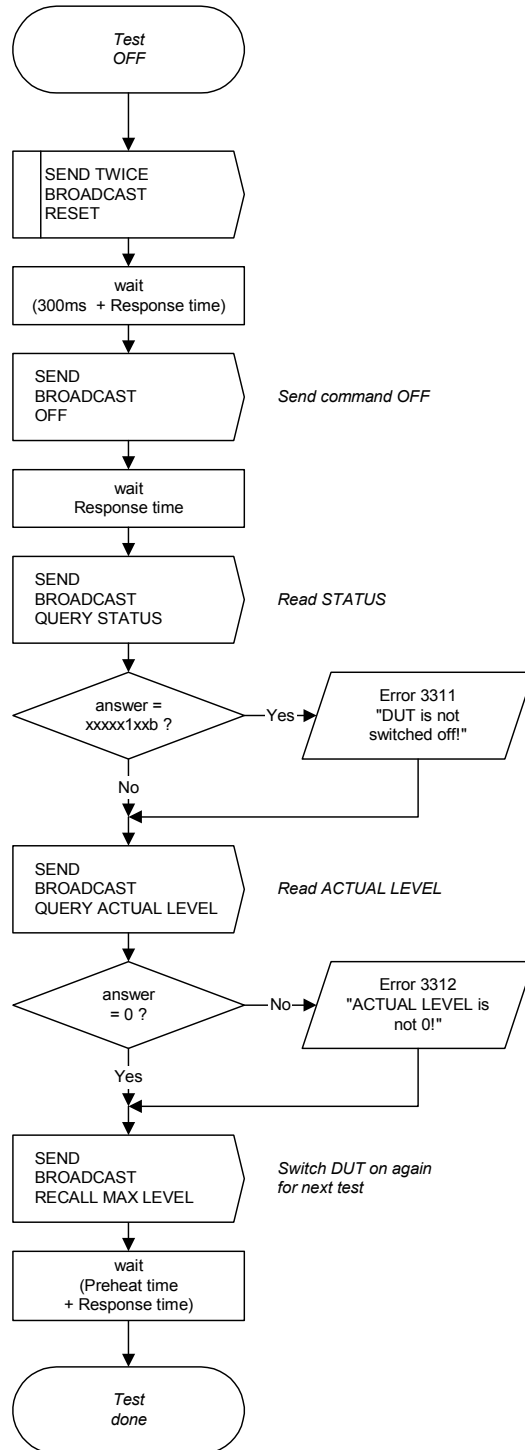 Test
OFF
SEND TWICE
BROADCAST
RESET
wait
(300ms + Response time)
SEND
BROADCAST
OFF
Send command OFF
wait
Response time
SEND
BROADCAST
QUERY STATUS
Read STATUS
answer =
xxxxx1xxb ?
Yes
Error 3311
"DUT is not
switched off!"
No
SEND
BROADCAST
QUERY ACTUAL LEVEL
Read ACTUAL LEVEL
answer
= 0 ?
No
Error 3312
"ACTUAL LEVEL is
not 0!"
Yes
SEND
BROADCAST
RECALL MAX LEVEL
Switch DUT on again
for next test
wait
(Preheat time
+ Response time)
Test
done